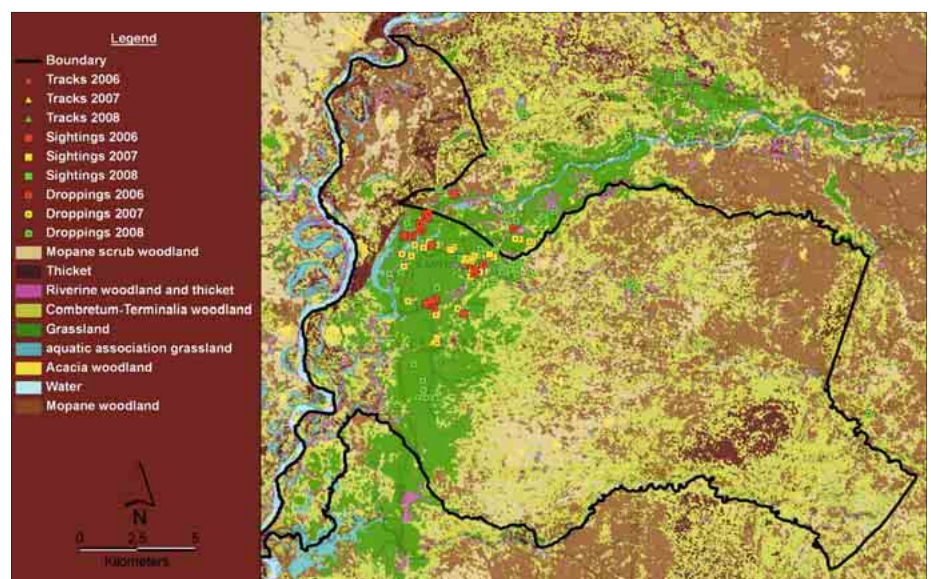 Legend
Boundary
Tracks 2006
Tracks 2007
Tracks 2008
Sightings 2006
Sightings 2007
Sightings 2008
Droppings 2006
Droppings 2007
Droppings 2008
Mopane scrub woodland
Thicket
Riverine woodland and thicket
Combretum-Terminalia woodland
Grassland
aquatic association grassland
Acacia woodland
Water
Mopane woodland
N
0 2.5 5
Kilometers